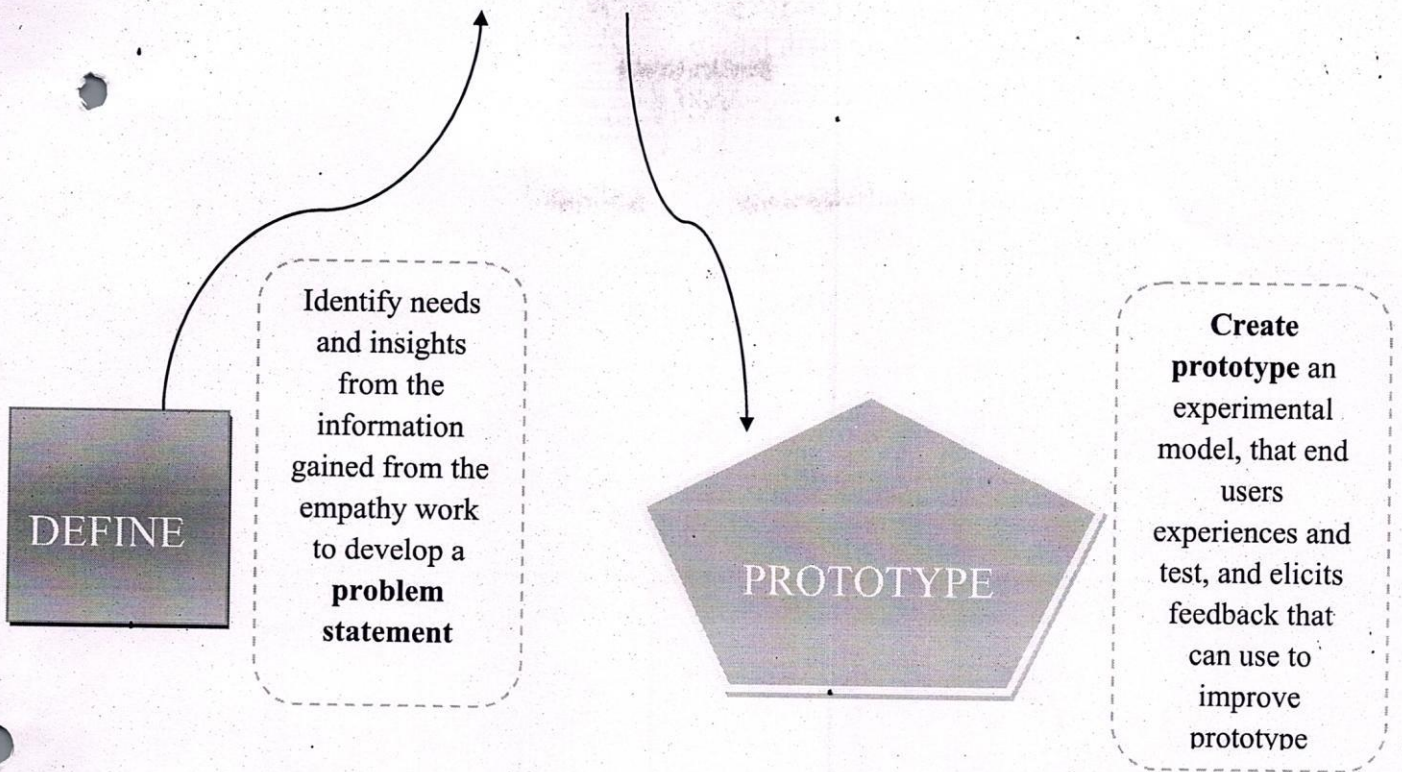 DEFINE
Identify needs
and insights
from the
information
gained from the
empathy work
to develop a
problem
statement
PROTOTYPE
Create
prototype an
experimental
model, that end
users
experiences and
test, and elicits
feedback that
can use to
improve
prototype